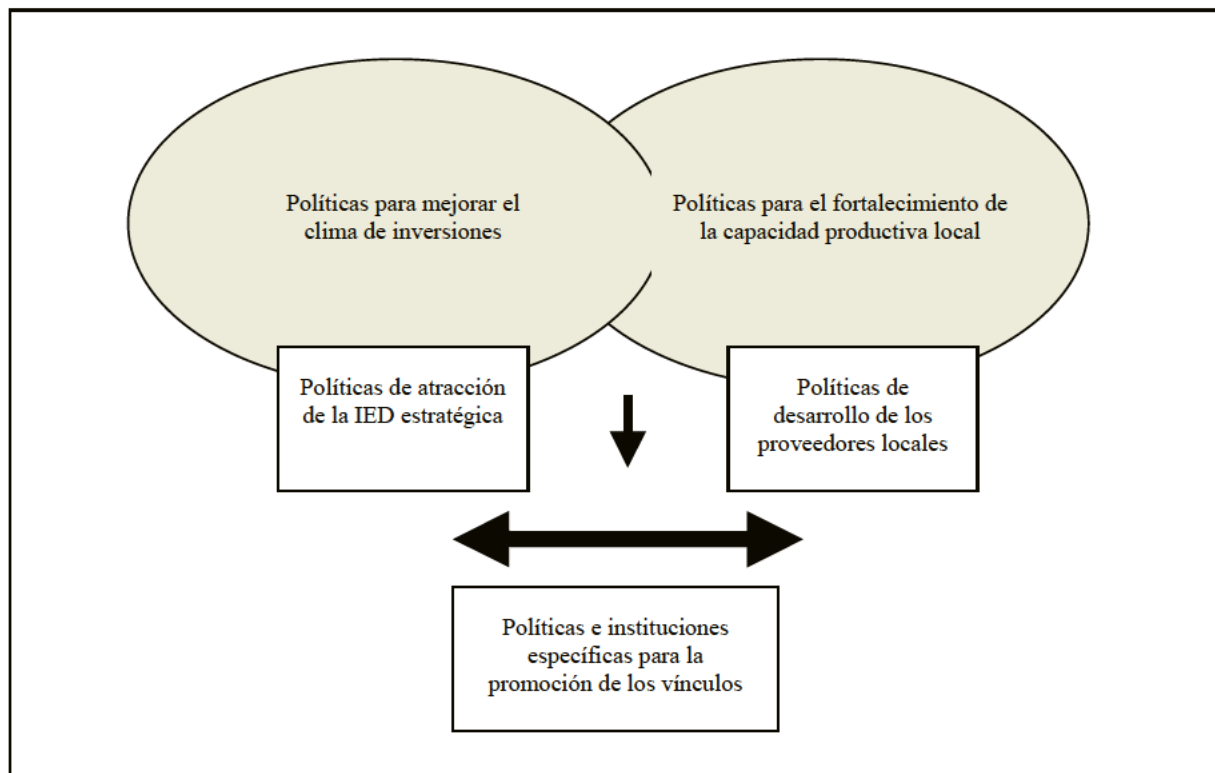 Políticas para mejorar el
clima de inversiones
Políticas para el fortalecimiento de
la capacidad productiva local
Políticas de atracción
de la IED estratégica
Políticas de
desarrollo de los
proveedores locales
Políticas e instituciones
específicas para la
promoción de los vínculos